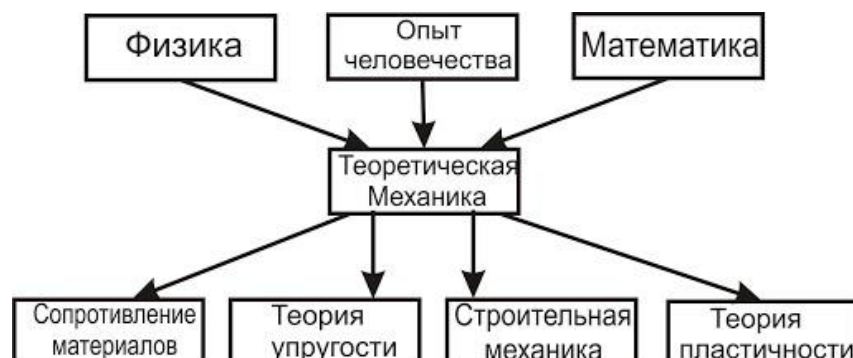 Физика
Опыт
человечества
Математика
Теоретическая
Механика
Сопротивление
материалов
Теория
упругости
Строительная
механика
Теория
пластичности